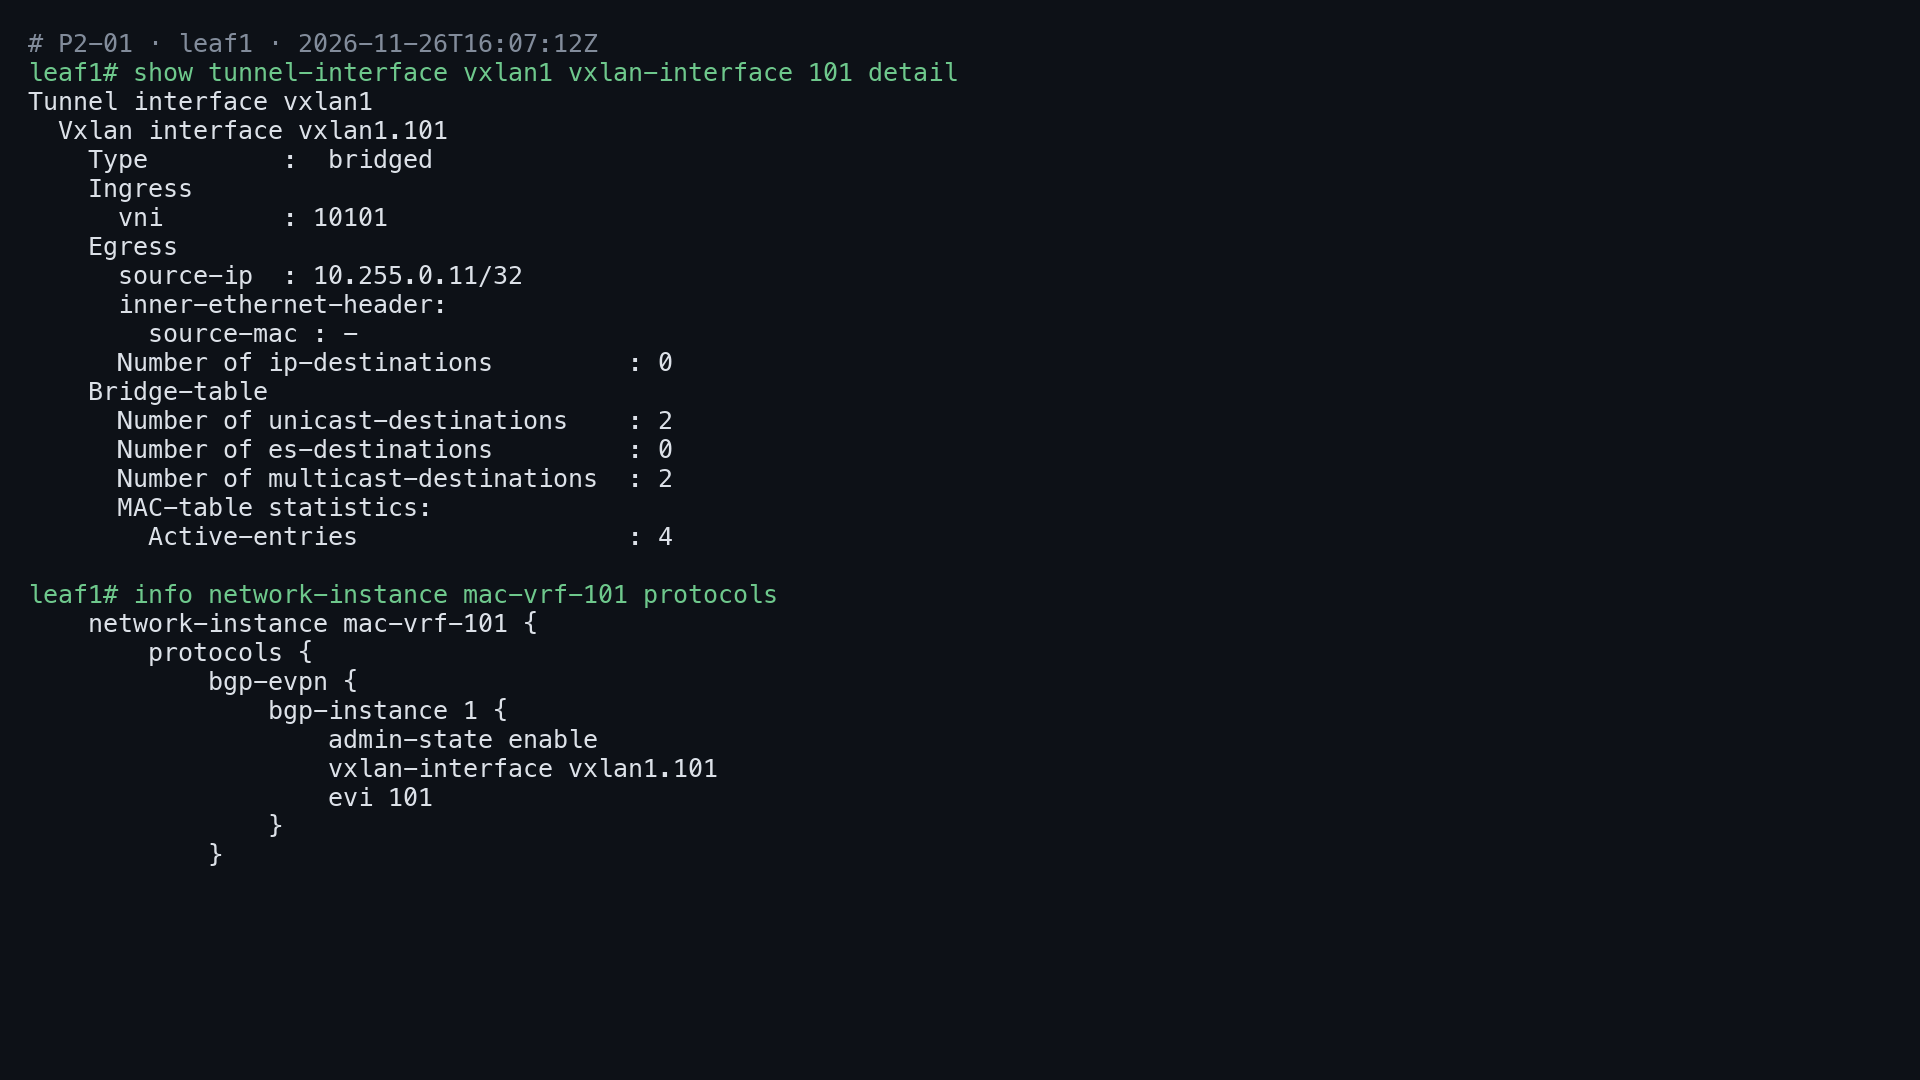 # P2-01 · leaf1 · 2026-11-26T16:07:12Z
leaf1# show tunnel-interface vxlan1 vxlan-interface 101 detail
Tunnel interface vxlan1
  Vxlan interface vxlan1.101
    Type         :  bridged
    Ingress
      vni        : 10101
    Egress
      source-ip  : 10.255.0.11/32
      inner-ethernet-header:
        source-mac : -
      Number of ip-destinations         : 0
    Bridge-table
      Number of unicast-destinations    : 2
      Number of es-destinations         : 0
      Number of multicast-destinations  : 2
      MAC-table statistics:
        Active-entries                  : 4

leaf1# info network-instance mac-vrf-101 protocols
    network-instance mac-vrf-101 {
        protocols {
            bgp-evpn {
                bgp-instance 1 {
                    admin-state enable
                    vxlan-interface vxlan1.101
                    evi 101
                }
            }